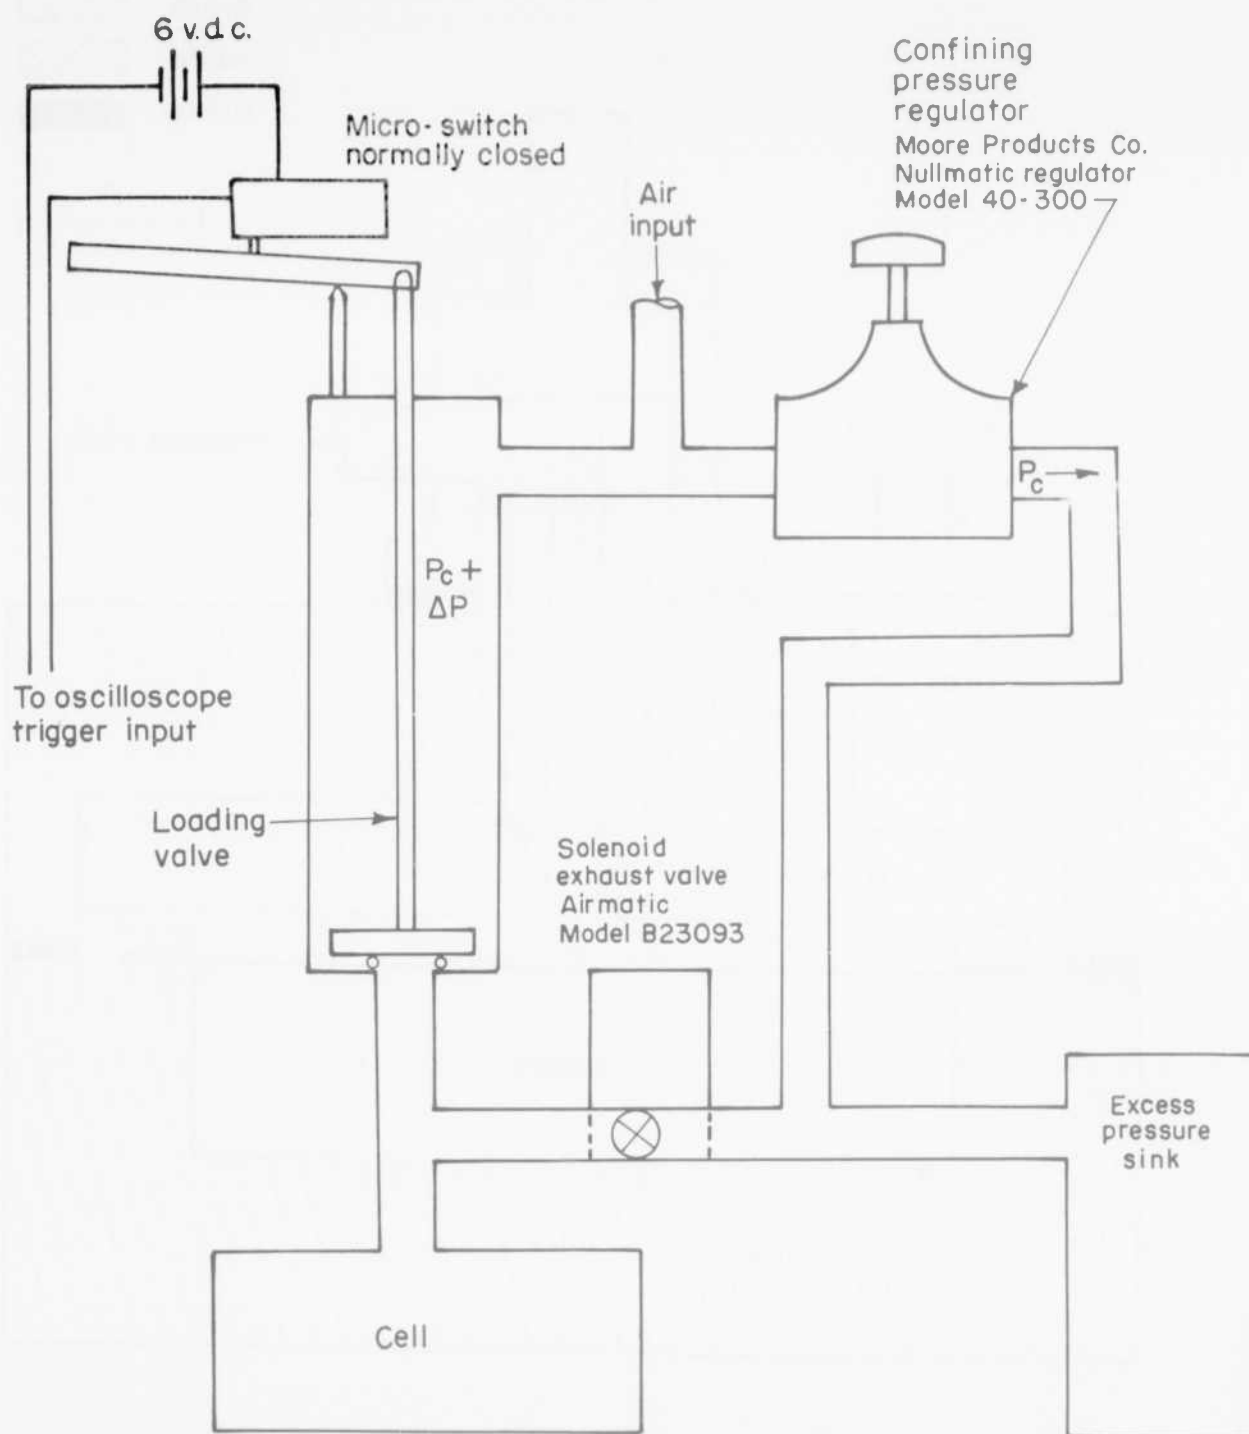 6 v.d.c.
Micro-switch
normally closed
Confining
pressure
regulator
Moore Products Co.
Nullmatic regulator
Model 40-300
Air
input
Pc
Pc +
ΔP
To oscilloscope
trigger input
Loading
valve
Solenoid
exhaust valve
Airmatic
Model B23093
Excess
pressure
sink
Cell